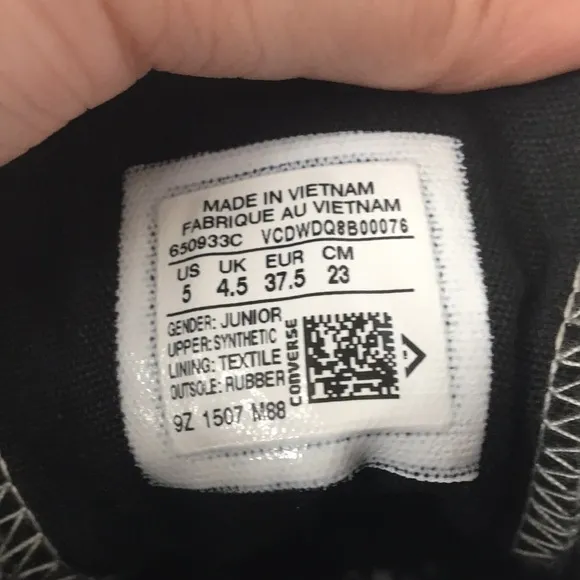 MADE IN VIETNAM
FABRIQUE AU VIETNAM
650933C VCDWDQ8B00076
US UK EUR CM
5 4.5 37.5 23
GENDER: JUNIOR
UPPER: SYNTHETIC
LINING: TEXTILE
OUTSOLE: RUBBER
CONVERSE
9Z 1507 M88